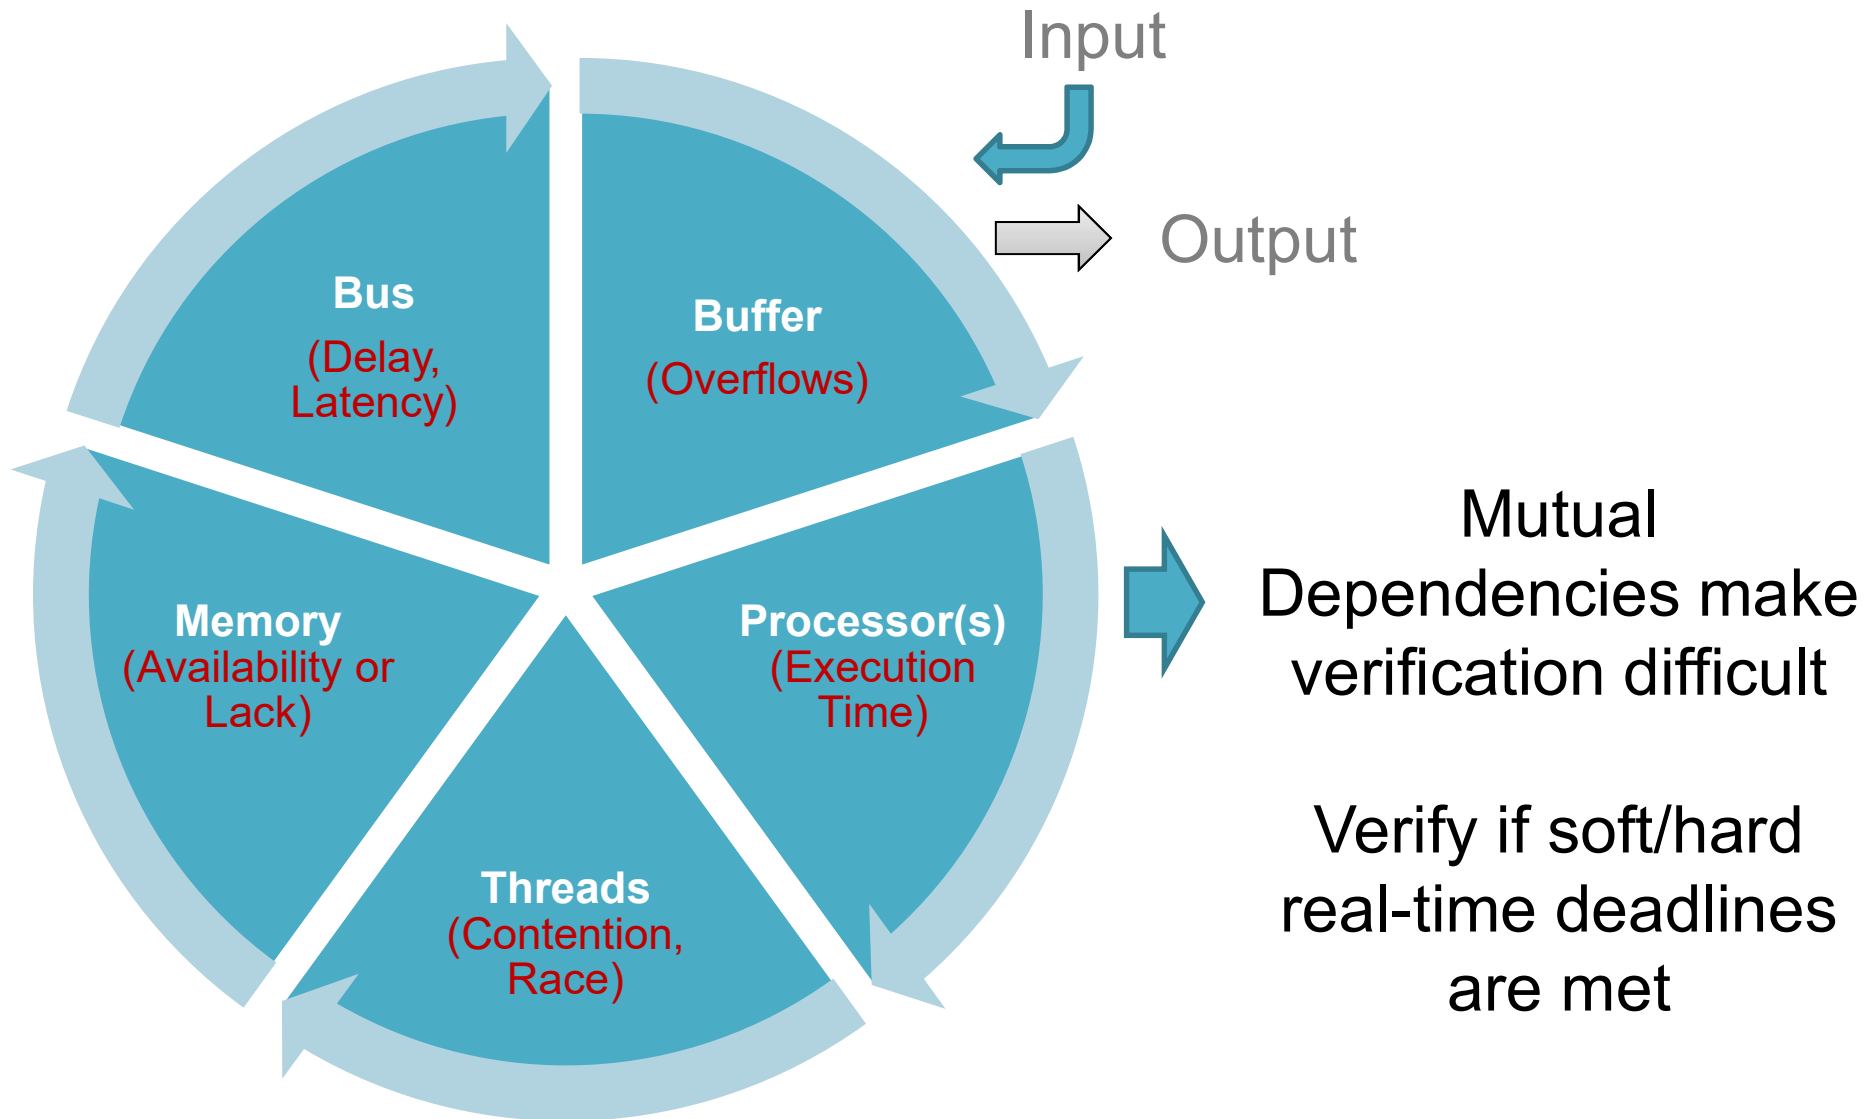 Input
Output
Bus
(Delay,
Latency)
Buffer
(Overflows)
Processor(s)
(Execution
Time)
Threads
(Contention,
Race)
Memory
(Availability or
Lack)
Mutual
Dependencies make
verification difficult
Verify if soft/hard
real-time deadlines
are met